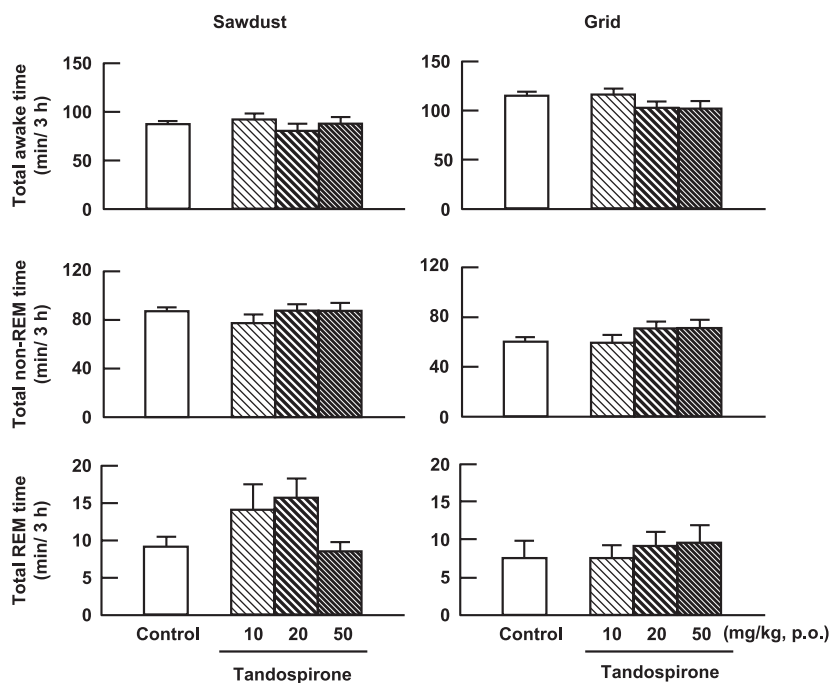 Sawdust
Grid
Total awake time
(min/ 3 h)
150
100
50
0
150
100
50
0
Total non-REM time
(min/ 3 h)
120
80
40
0
120
80
40
0
Total REM time
(min/ 3 h)
20
15
10
5
0
20
15
10
5
0
Control 10 20 50
Tandospirone
Control 10 20 50 (mg/kg, p.o.)
Tandospirone